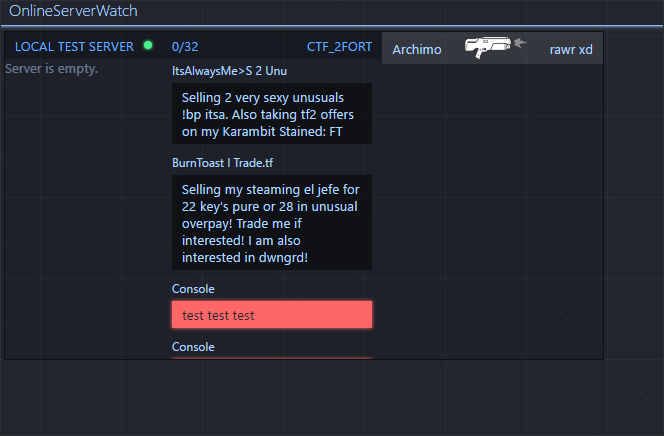 OnlineServerWatch
LOCAL TEST SERVER 0/32 CTF_2FORT
Archimo rawr xd
Server is empty.
ItsAlwaysMe>S 2 Unu
Selling 2 very sexy unusuals
!bp itsa. Also taking tf2 offers
on my Karambit Stained: FT
BurnToast I Trade.tf
Selling my steaming el jefe for
22 key's pure or 28 in unusual
overpay! Trade me if
interested! I am also
interested in dwngrd!
Console
test test test
Console